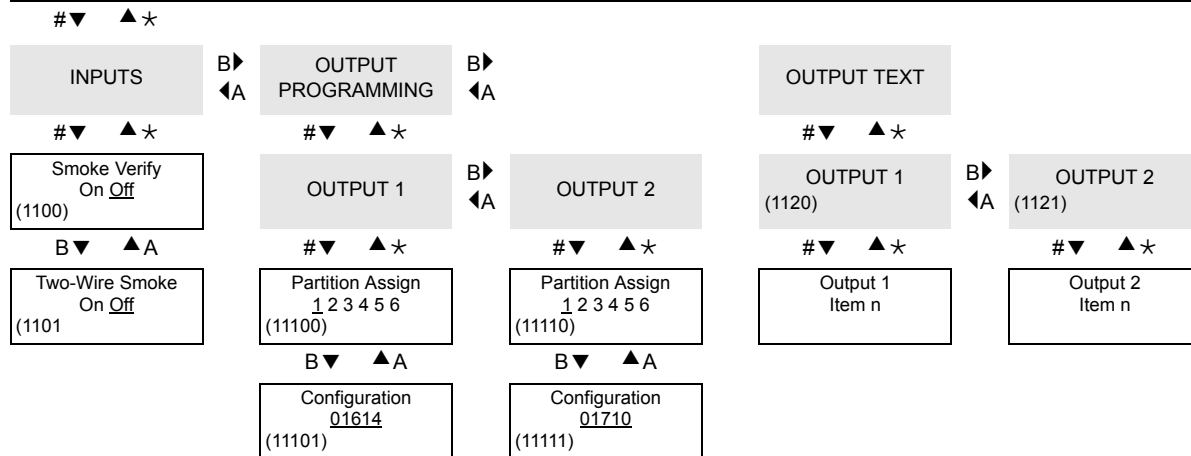 #▼ ▲☆
INPUTS
B▶
◀A
OUTPUT
PROGRAMMING
B▶
◀A
OUTPUT TEXT
#▼ ▲☆
#▼ ▲☆
#▼ ▲☆
Smoke Verify
On Off
(1100)
OUTPUT 1
B▶
◀A
OUTPUT 2
OUTPUT 1
(1120)
B▶
◀A
OUTPUT 2
(1121)
B▼ ▲A
#▼ ▲☆
#▼ ▲☆
#▼ ▲☆
#▼ ▲☆
Two-Wire Smoke
On Off
(1101
Partition Assign
1 2 3 4 5 6
(11100)
Partition Assign
1 2 3 4 5 6
(11110)
Output 1
Item n
Output 2
Item n
B▼ ▲A
B▼ ▲A
Configuration
01614
(11101)
Configuration
01710
(11111)